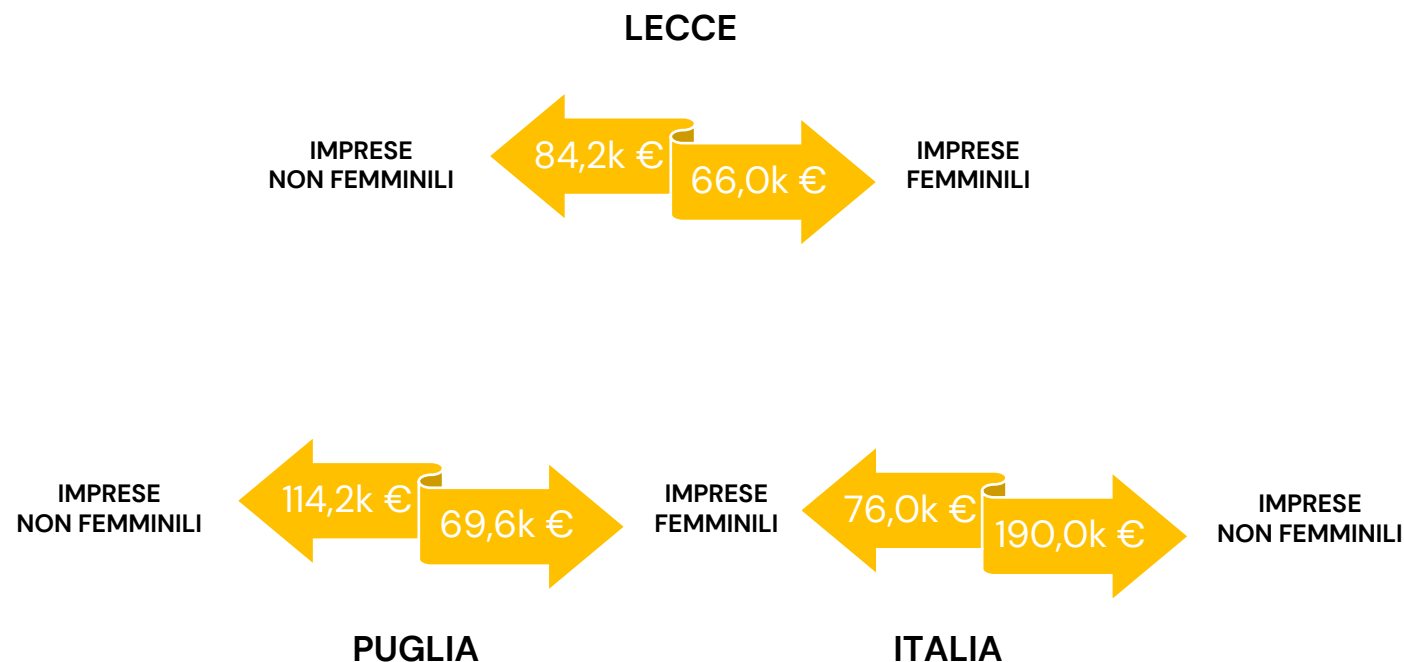 LECCE
IMPRESE
NON FEMMINILI
84,2k €
66,0k €
IMPRESE
FEMMINILI
IMPRESE
NON FEMMINILI
114,2k €
69,6k €
IMPRESE
FEMMINILI
76,0k €
190,0k €
IMPRESE
NON FEMMINILI
PUGLIA
ITALIA